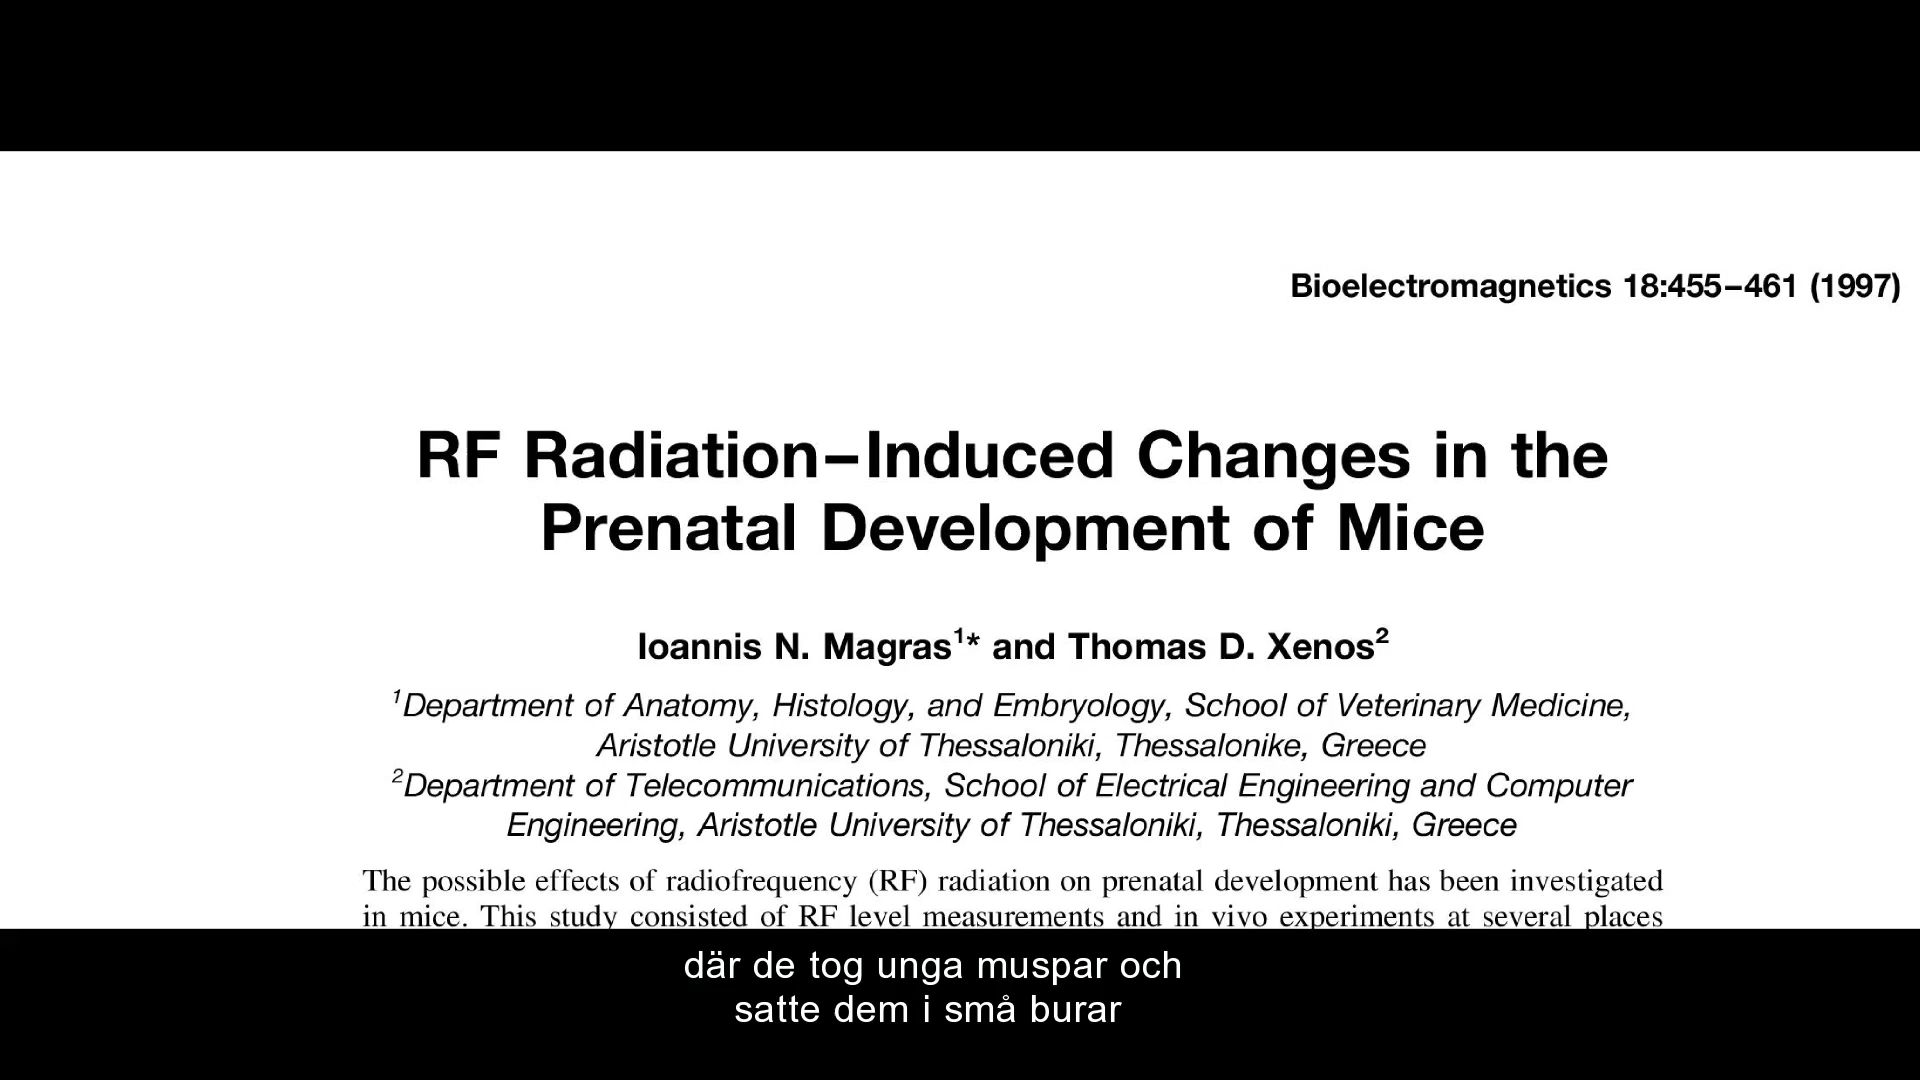 Bioelectromagnetics 18:455–461 (1997)
RF Radiation–Induced Changes in the
Prenatal Development of Mice
Ioannis N. Magras¹* and Thomas D. Xenos²
¹Department of Anatomy, Histology, and Embryology, School of Veterinary Medicine,
Aristotle University of Thessaloniki, Thessalonike, Greece
²Department of Telecommunications, School of Electrical Engineering and Computer
Engineering, Aristotle University of Thessaloniki, Thessaloniki, Greece
The possible effects of radiofrequency (RF) radiation on prenatal development has been investigated
in mice. This study consisted of RF level measurements and in vivo experiments at several places
där de tog unga muspar och
satte dem i små burar